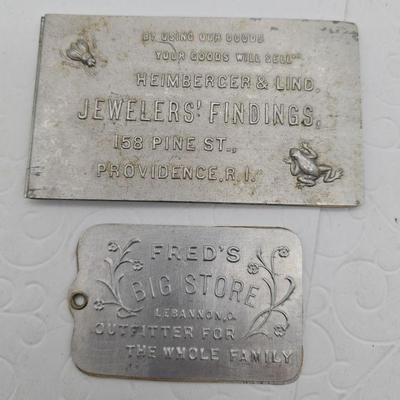 BY USING OUR GOODS
YOUR GOODS WILL SELL
HEIMBERGER & LIND,
JEWELERS' FINDINGS,
158 PINE ST.,
PROVIDENCE, R.I.
FRED'S
BIG STORE
LEBANNON, O.
OUTFITTER FOR
THE WHOLE FAMILY